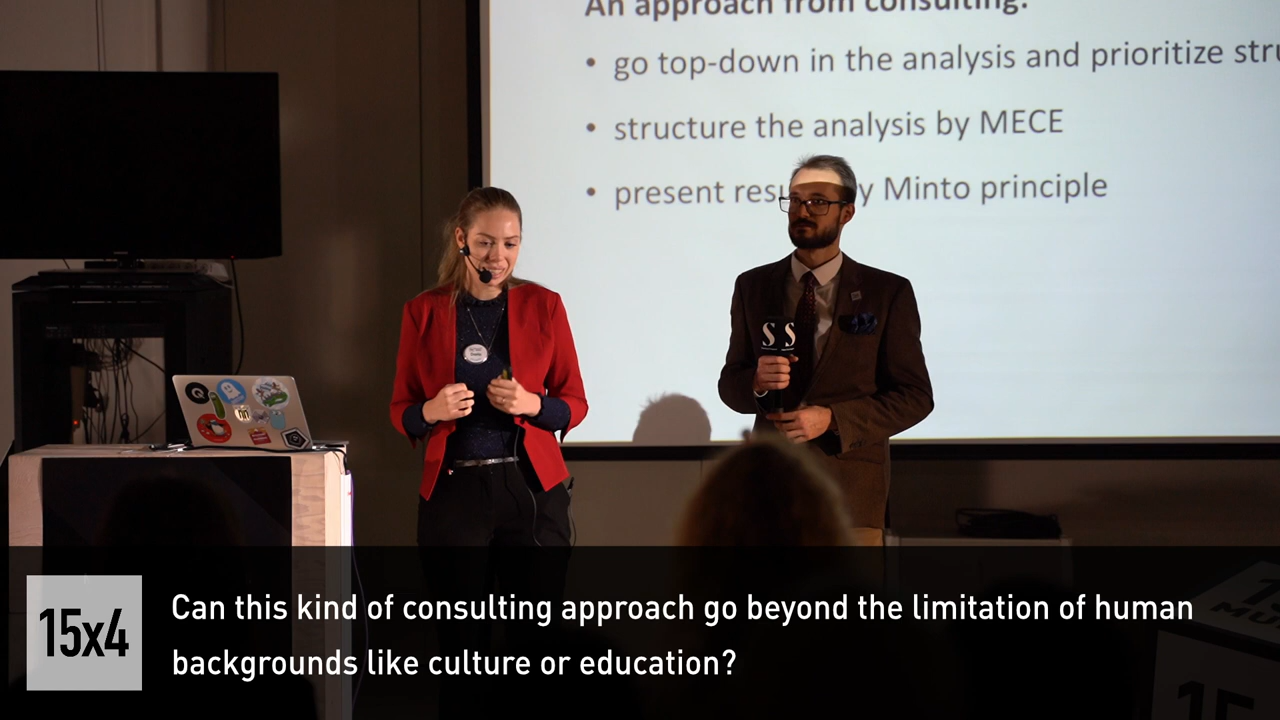 An approach from consulting:
• go top-down in the analysis and prioritize
• structure the analysis by MECE
• present Minto principle
S S
15x4
Can this kind of consulting approach go beyond the limitation of human
backgrounds like culture or education?